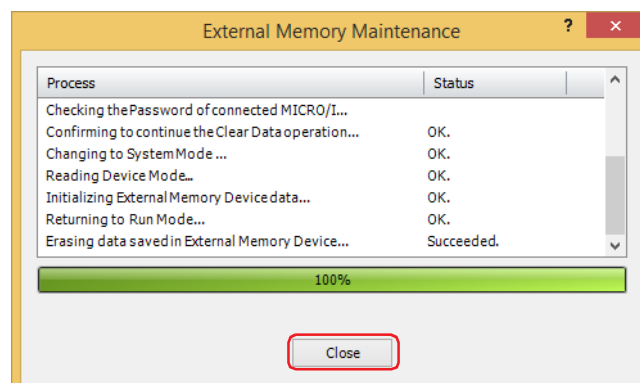 External Memory Maintenance ? ×
Process Status
Checking the Password of connected MICRO/I...
Confirming to continue the Clear Data operation... OK.
Changing to System Mode ... OK.
Reading Device Mode... OK.
Initializing External Memory Device data... OK.
Returning to Run Mode... OK.
Erasing data saved in External Memory Device... Succeeded.
100%
Close